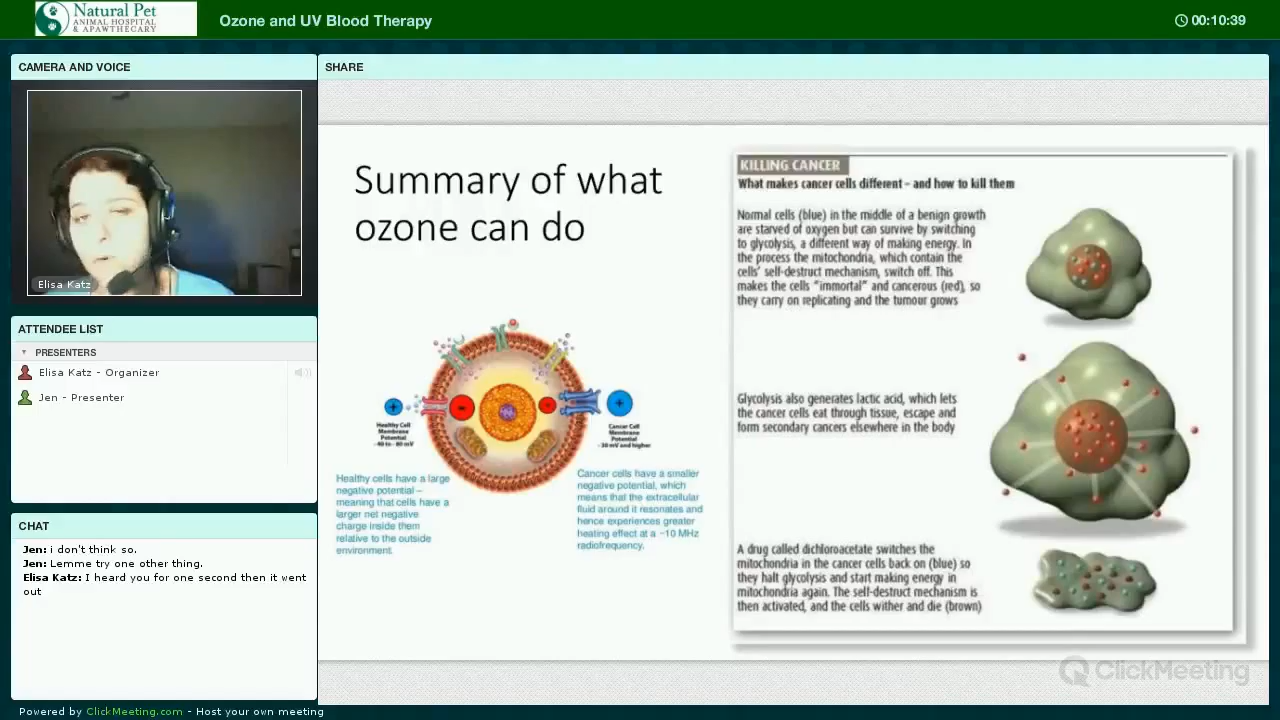 Natural Pet
ANIMAL HOSPITAL
& APAWTHECARY
Ozone and UV Blood Therapy
00:10:39
CAMERA AND VOICE
Elisa Katz
ATTENDEE LIST
PRESENTERS
Elisa Katz - Organizer
Jen - Presenter
CHAT
Jen: i don't think so.
Jen: Lemme try one other thing.
Elisa Katz: I heard you for one second then it went
out
SHARE
Summary of what
ozone can do
Healthy Cell
Membrane
Potential
Cancer Cell
Membrane
Potential
Healthy cells have a large
negative potential –
meaning that cells have a
larger net negative
charge inside them
relative to the outside
environment.
Cancer cells have a smaller
negative potential, which
means that the extracellular
fluid around it resonates and
hence experiences greater
heating effect at a ~10 MHz
radiofrequency.
KILLING CANCER
What makes cancer cells different – and how to kill them
Normal cells (blue) in the middle of a benign growth
are starved of oxygen but can survive by switching
to glycolysis, a different way of making energy. In
the process the mitochondria, which contain the
cells' self-destruct mechanism, switch off. This
makes the cells "immortal" and cancerous (red), so
they carry on replicating and the tumour grows
Glycolysis also generates lactic acid, which lets
the cancer cells eat through tissue, escape and
form secondary cancers elsewhere in the body
A drug called dichloroacetate switches the
mitochondria in the cancer cells back on (blue) so
they halt glycolysis and start making energy in
mitochondria again. The self-destruct mechanism is
then activated, and the cells wither and die (brown)
ClickMeeting
Powered by ClickMeeting.com - Host your own meeting